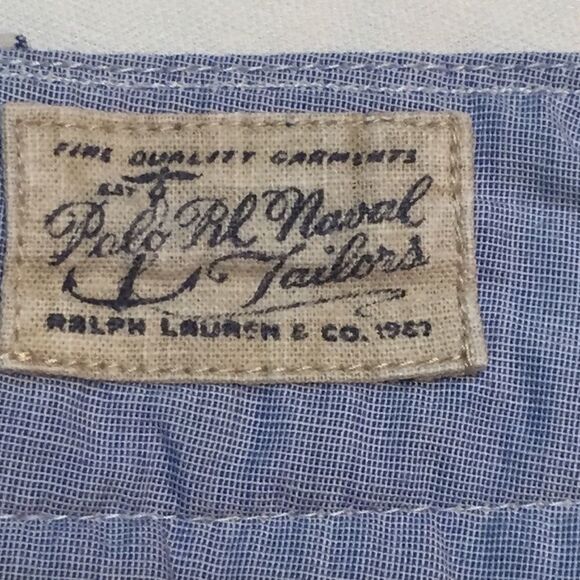 FINE QUALITY GARMENTS
EST
Polo Rl Naval
Tailors
RALPH LAUREN & CO. 1967